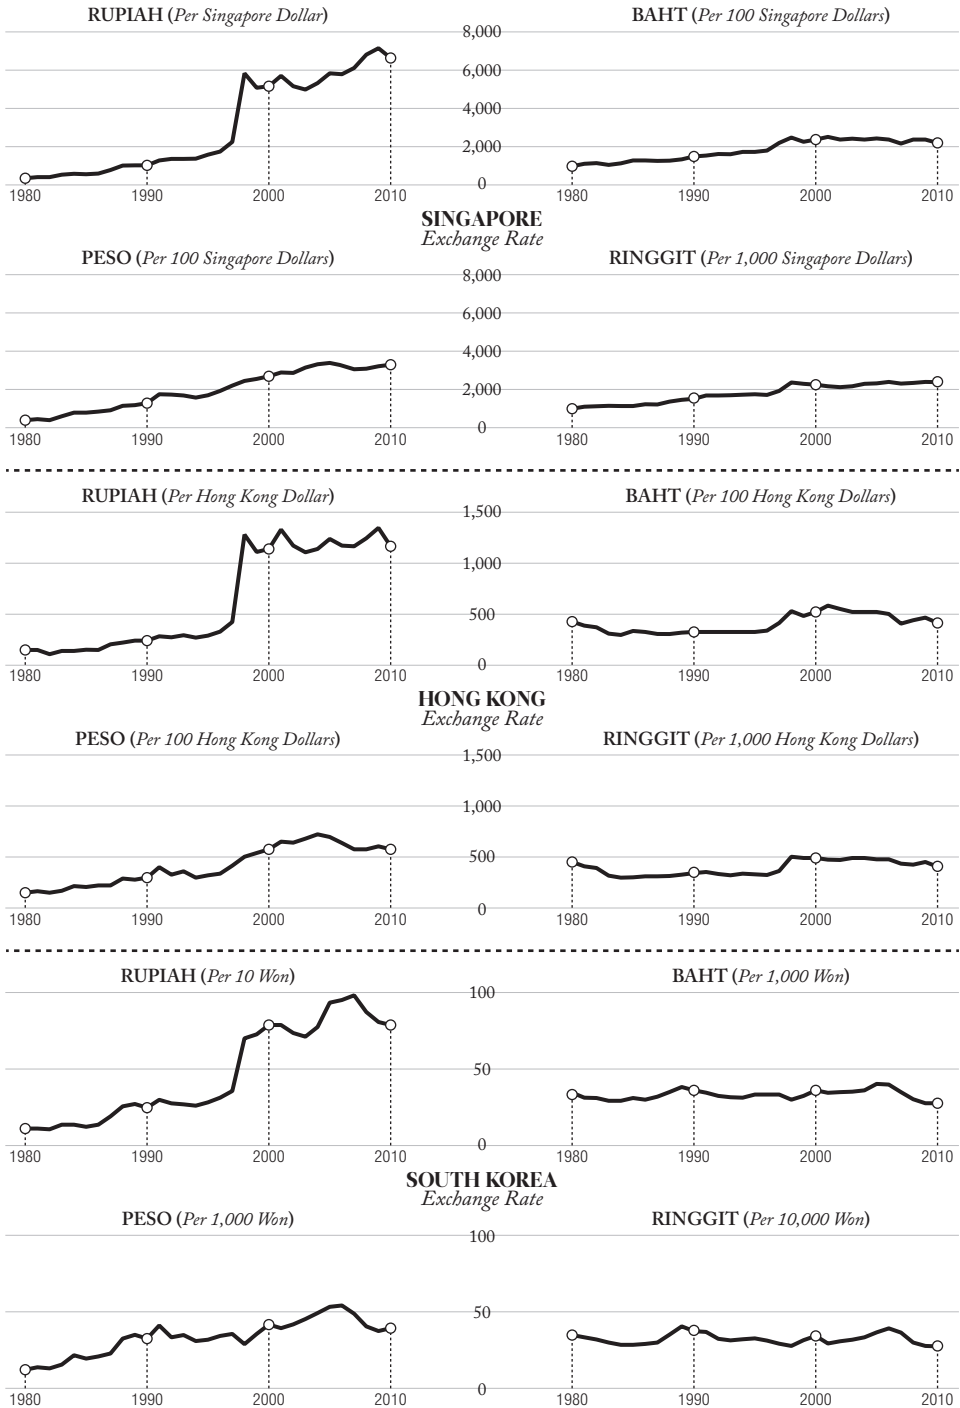 RUPIAH (Per Singapore Dollar)
BAHT (Per 100 Singapore Dollars)
8,000
6,000
4,000
2,000
0
1980 1990 2000 2010
1980 1990 2000 2010
SINGAPORE
Exchange Rate
PESO (Per 100 Singapore Dollars)
RINGGIT (Per 1,000 Singapore Dollars)
8,000
6,000
4,000
2,000
0
1980 1990 2000 2010
1980 1990 2000 2010
RUPIAH (Per Hong Kong Dollar)
BAHT (Per 100 Hong Kong Dollars)
1,500
1,000
500
0
1980 1990 2000 2010
1980 1990 2000 2010
HONG KONG
Exchange Rate
PESO (Per 100 Hong Kong Dollars)
RINGGIT (Per 1,000 Hong Kong Dollars)
1,500
1,000
500
0
1980 1990 2000 2010
1980 1990 2000 2010
RUPIAH (Per 10 Won)
BAHT (Per 1,000 Won)
100
50
0
1980 1990 2000 2010
1980 1990 2000 2010
SOUTH KOREA
Exchange Rate
PESO (Per 1,000 Won)
RINGGIT (Per 10,000 Won)
100
50
0
1980 1990 2000 2010
1980 1990 2000 2010